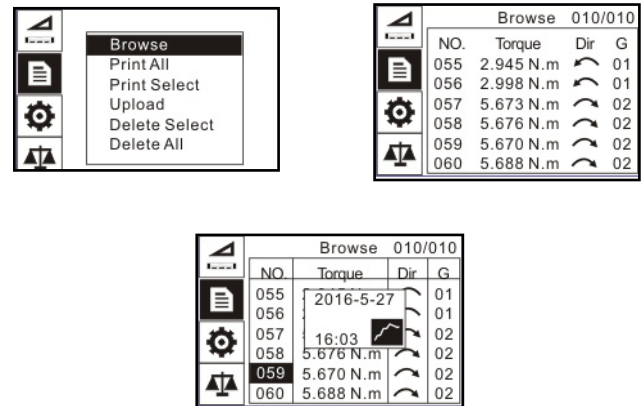 Browse
Print All
Print Select
Upload
Delete Select
Delete All
Browse 010/010
NO. Torque Dir G
055 2.945 N.m 01
056 2.998 N.m 01
057 5.673 N.m 02
058 5.676 N.m 02
059 5.670 N.m 02
060 5.688 N.m 02
Browse 010/010
NO. Torque Dir G
055 01
056 01
057 02
058 5.676 N.m 02
059 5.670 N.m 02
060 5.688 N.m 02
2016-5-27
16:03